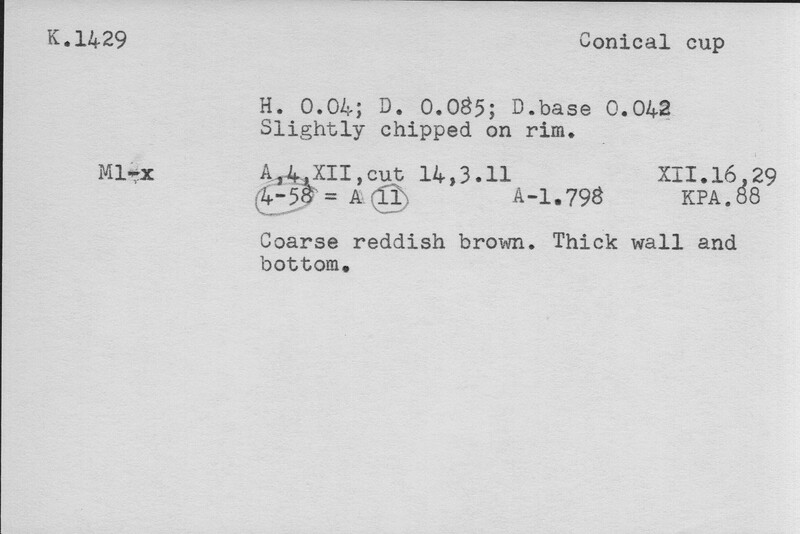 K.1429 Conical cup
H. 0.04; D. 0.085; D.base 0.042
Slightly chipped on rim.
Ml-x A,4,XII,cut 14,3.11 XII.16,29
4-58 = A 11 A-1.798 KPA.88
Coarse reddish brown. Thick wall and
bottom.